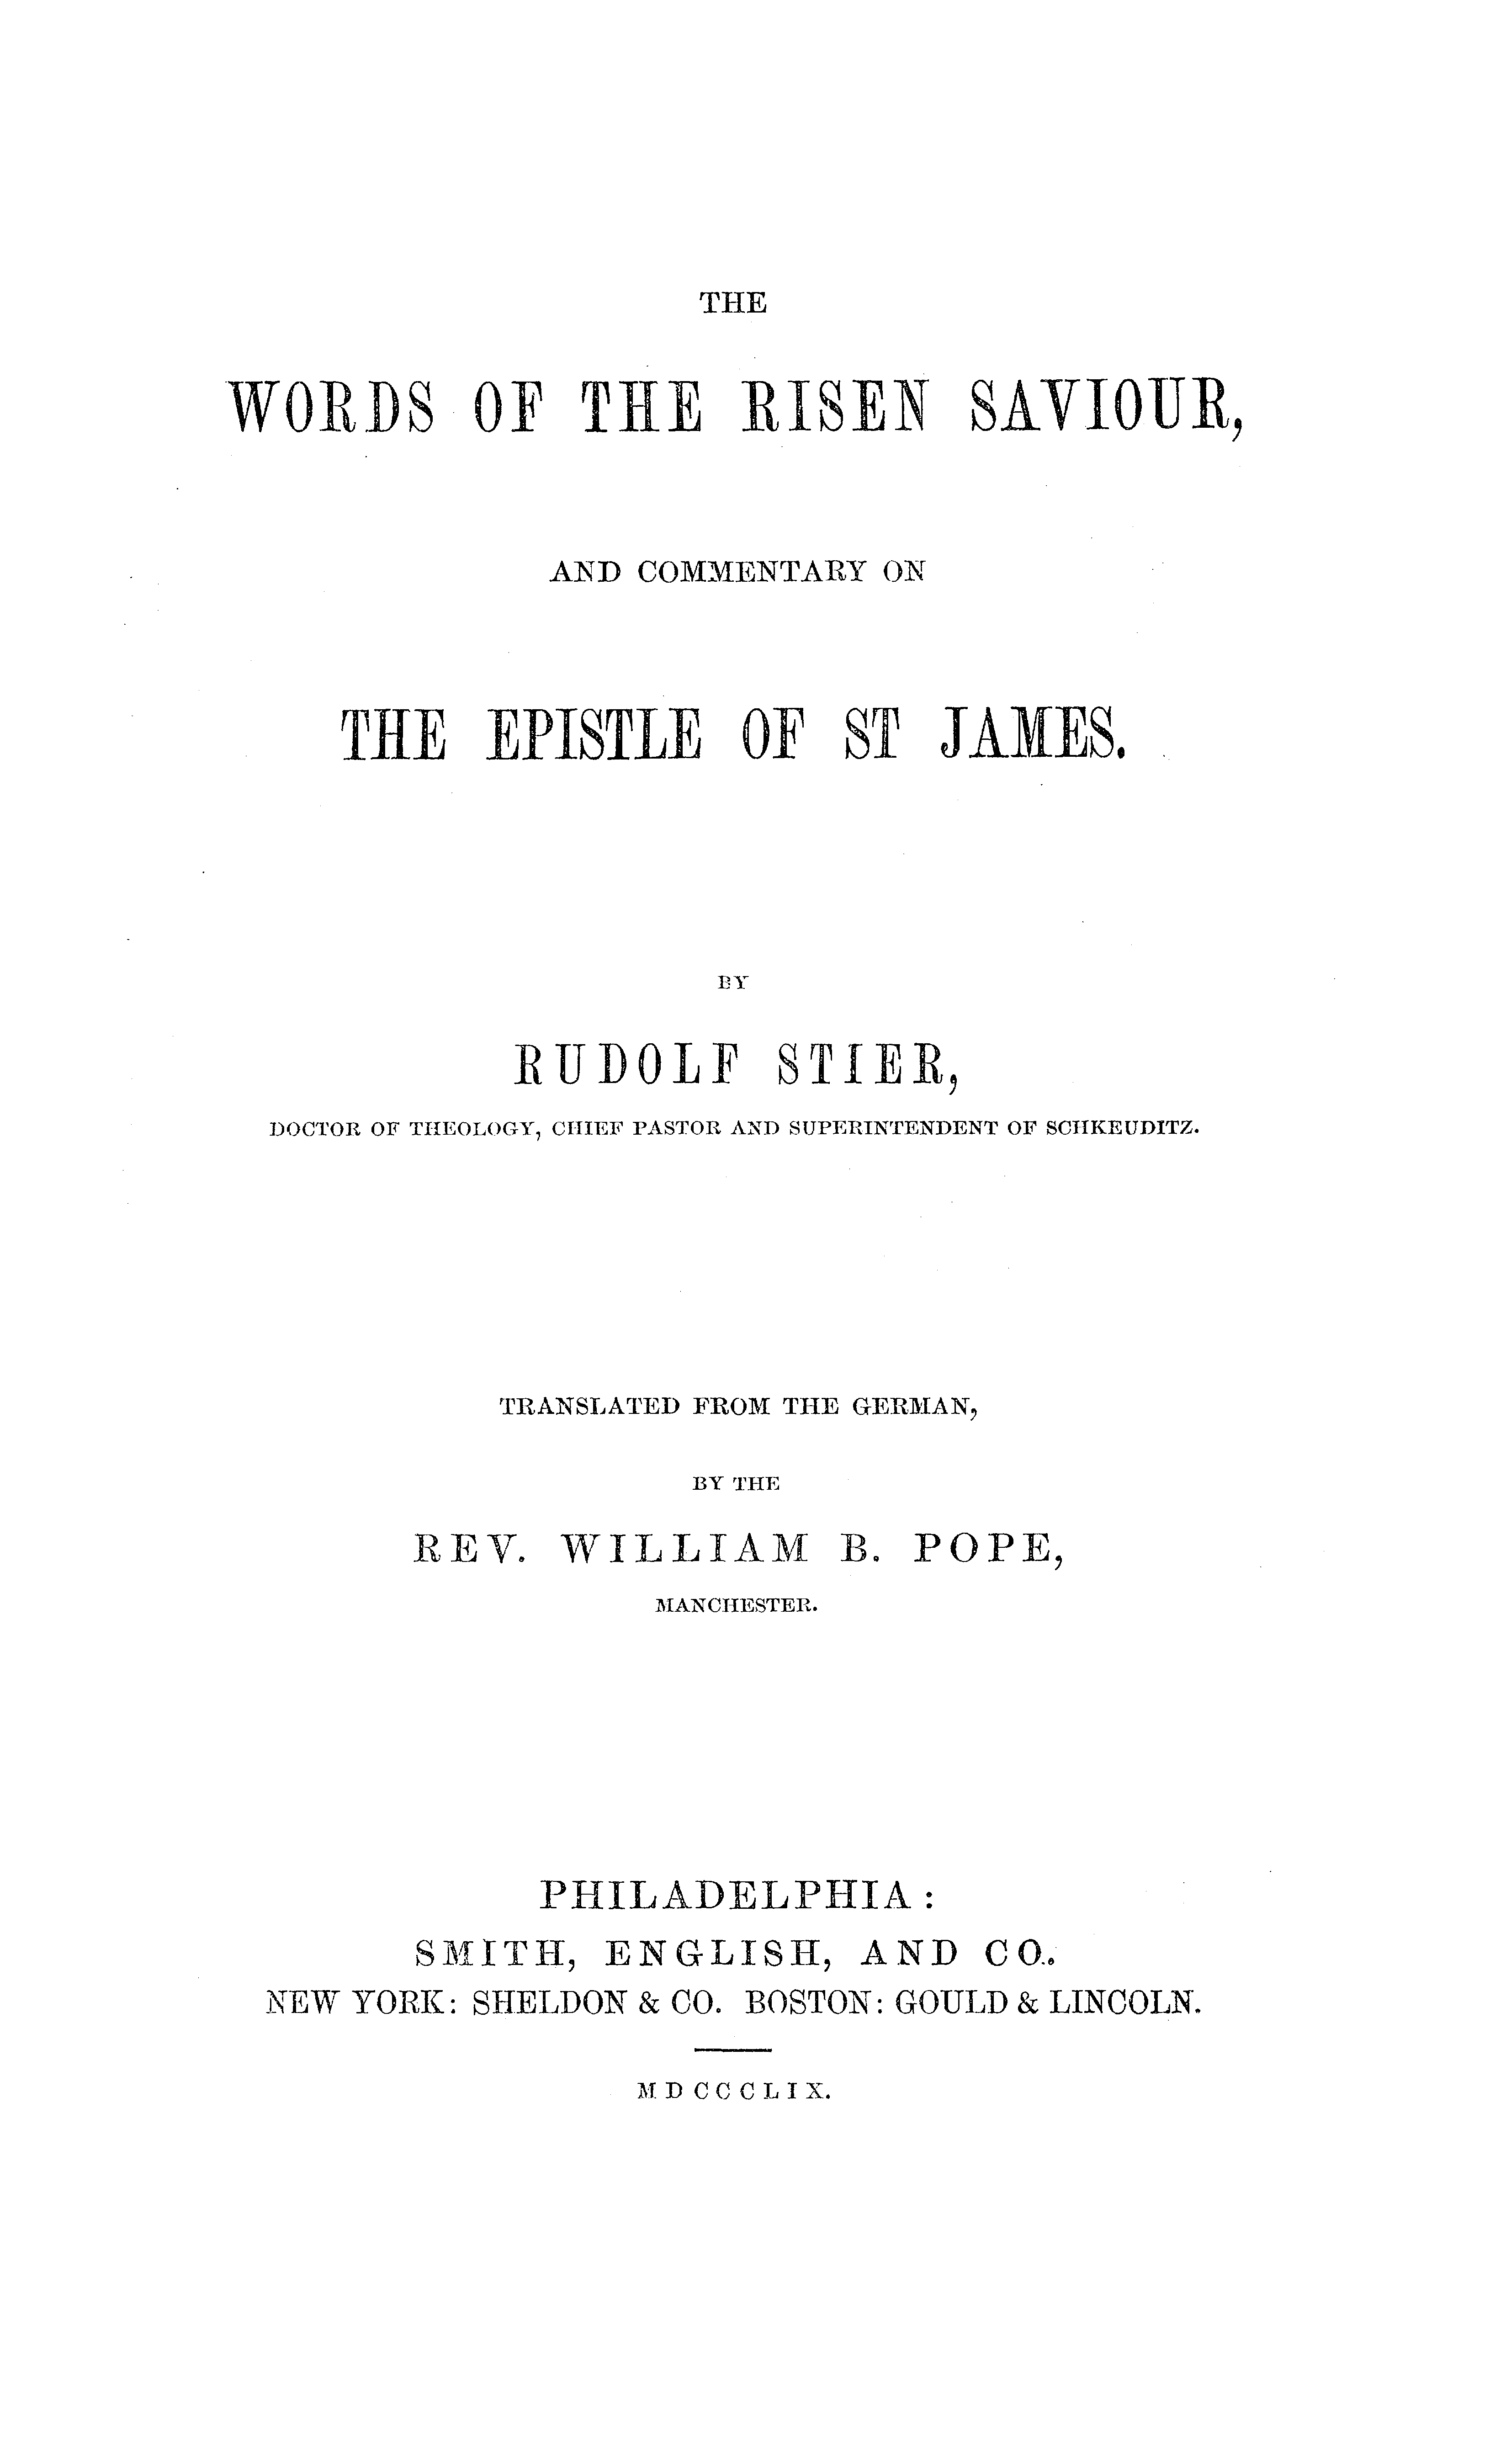 THE
WORDS OF THE RISEN SAVIOUR,
AND COMMENTARY ON
THE EPISTLE OF ST JAMES.
BY
RUDOLF STIER,
DOCTOR OF THEOLOGY, CHIEF PASTOR AND SUPERINTENDENT OF SCHKEUDITZ.
TRANSLATED FROM THE GERMAN,
BY THE
REV. WILLIAM B. POPE,
MANCHESTER.
PHILADELPHIA:
SMITH, ENGLISH, AND CO.
NEW YORK: SHELDON & CO. BOSTON: GOULD & LINCOLN.
MDCCCLIX.